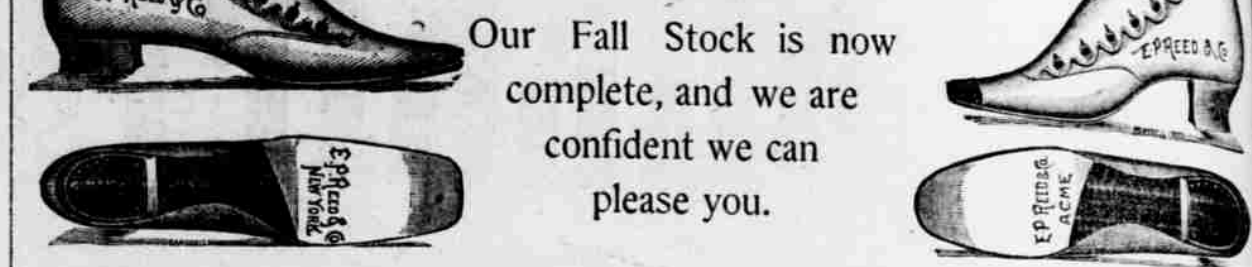 Our Fall Stock is now
complete, and we are
confident we can
please you.
E.P. REED & Co
E.P. REED & Co
NEW YORK.
E P REED & Co.
ACME